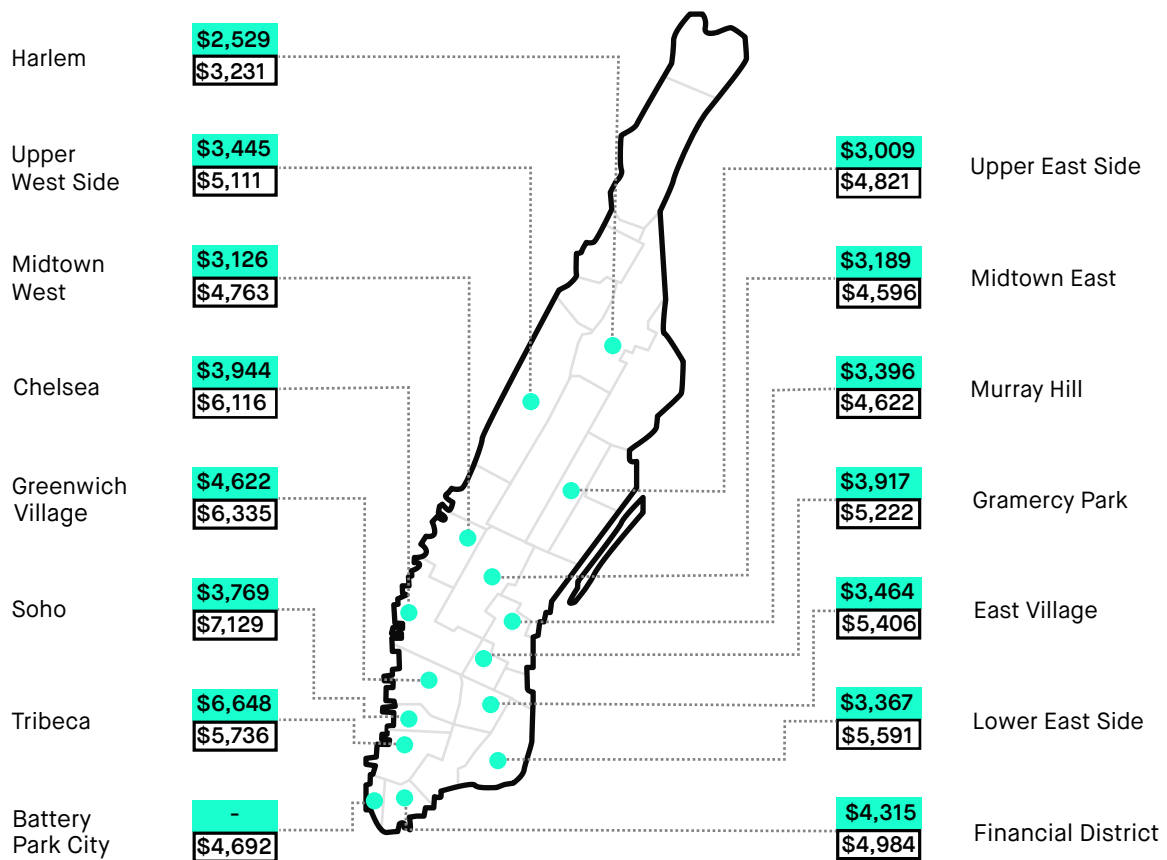 Harlem
$2,529
$3,231
Upper
West Side
$3,445
$5,111
Midtown
West
$3,126
$4,763
Chelsea
$3,944
$6,116
Greenwich
Village
$4,622
$6,335
Soho
$3,769
$7,129
Tribeca
$6,648
$5,736
Battery
Park City
-
$4,692
$3,009
$4,821
Upper East Side
$3,189
$4,596
Midtown East
$3,396
$4,622
Murray Hill
$3,917
$5,222
Gramercy Park
$3,464
$5,406
East Village
$3,367
$5,591
Lower East Side
$4,315
$4,984
Financial District